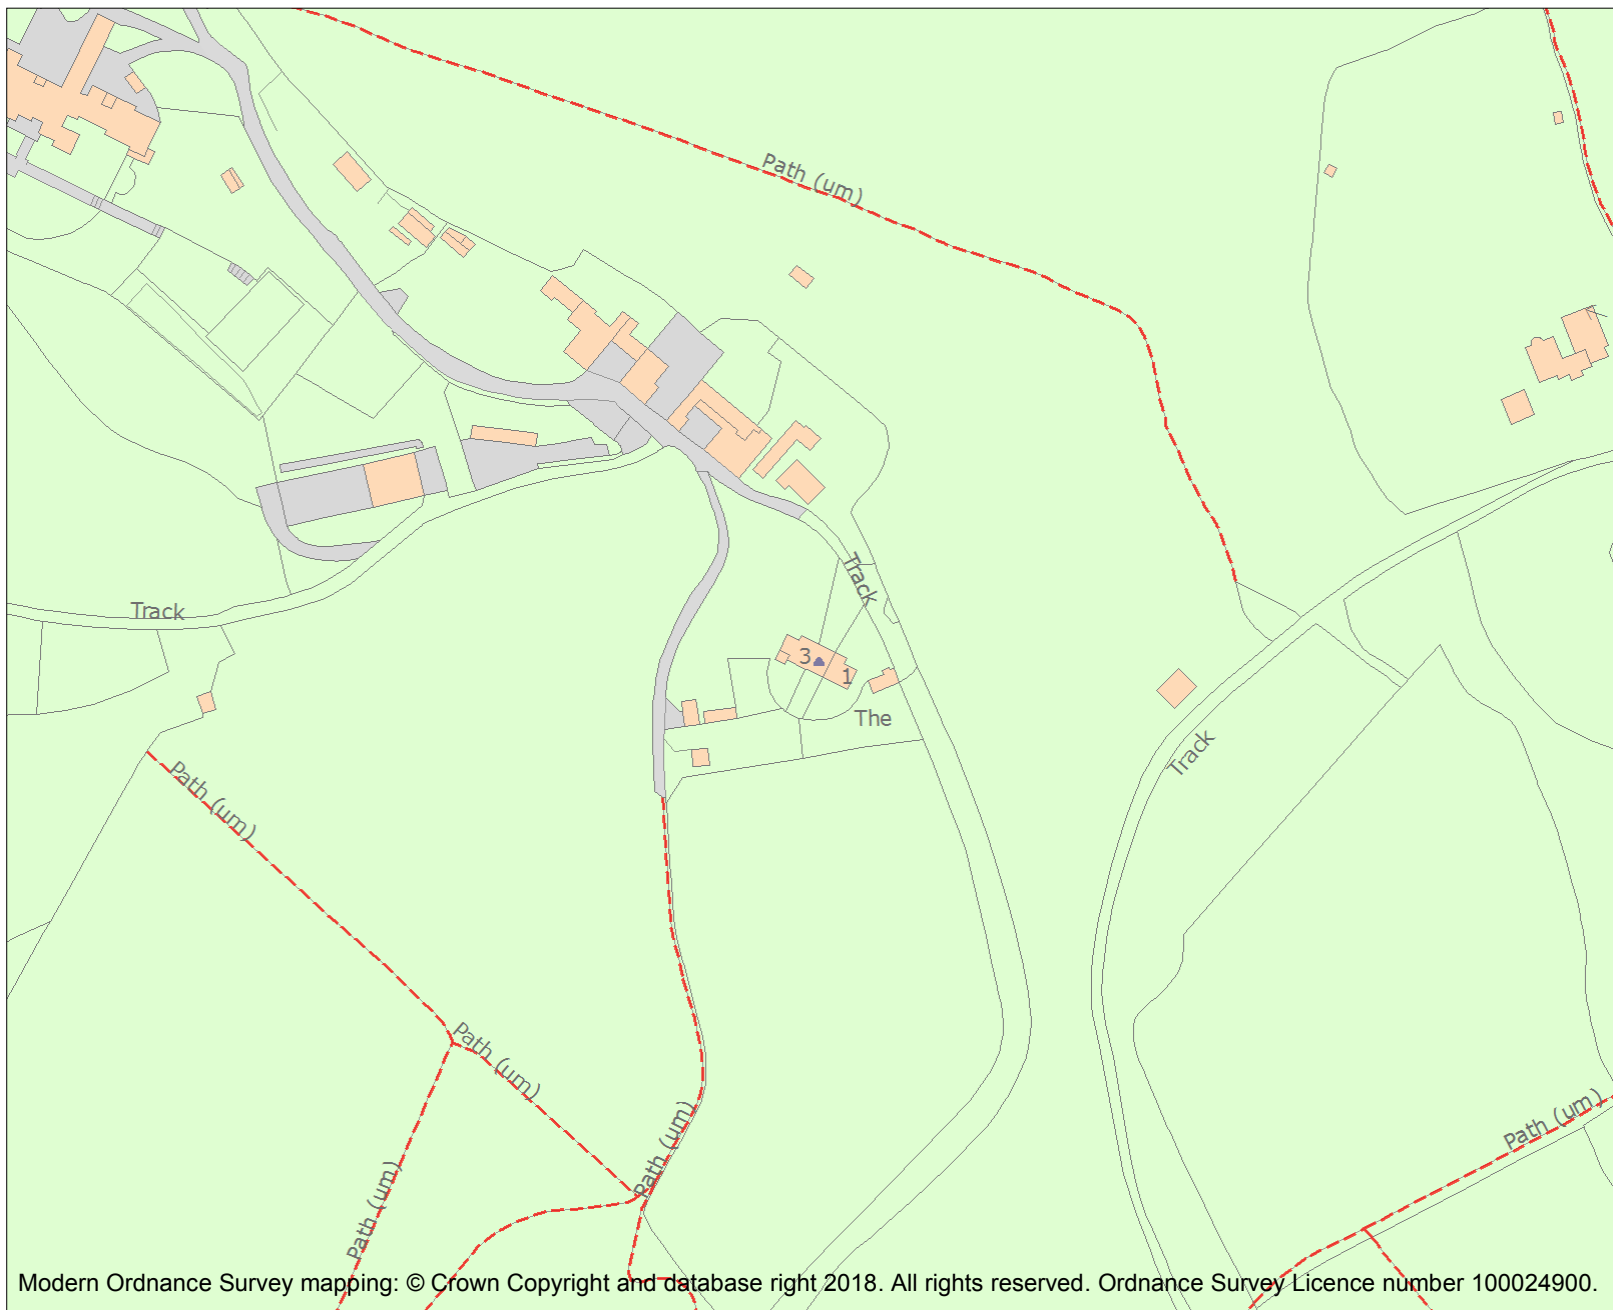 Path (um)
Track
Track
3
1
The
Track
Path (um)
Path (um)
Path (um)
Path (um)
Path (um)
Modern Ordnance Survey mapping: © Crown Copyright and database right 2018. All rights reserved. Ordnance Survey Licence number 100024900.